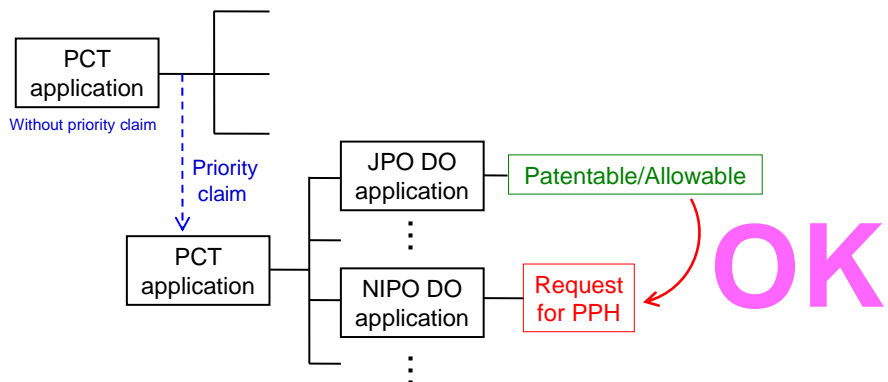 PCT
application
Without priority claim
Priority
claim
JPO DO
application
Patentable/Allowable
PCT
application
NIPO DO
application
Request
for PPH
OK